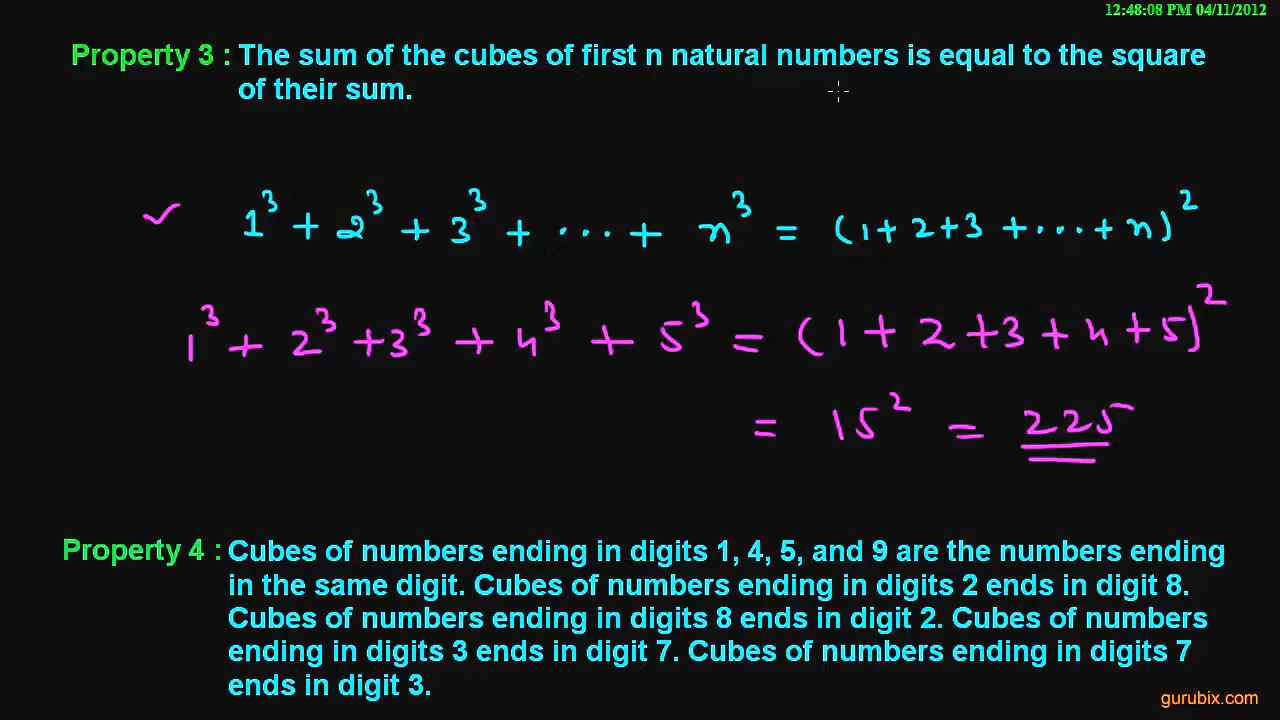 12:48:08 PM 04/11/2012
Property 3 : The sum of the cubes of first n natural numbers is equal to the square
of their sum.
✓ 1³ + 2³ + 3³ + ... + n³ = (1+2+3+...+n)²
1³ + 2³ + 3³ + 4³ + 5³ = (1+2+3+4+5)²
= 15² = 225
Property 4 : Cubes of numbers ending in digits 1, 4, 5, and 9 are the numbers ending
in the same digit. Cubes of numbers ending in digits 2 ends in digit 8.
Cubes of numbers ending in digits 8 ends in digit 2. Cubes of numbers
ending in digits 3 ends in digit 7. Cubes of numbers ending in digits 7
ends in digit 3.
gurubix.com